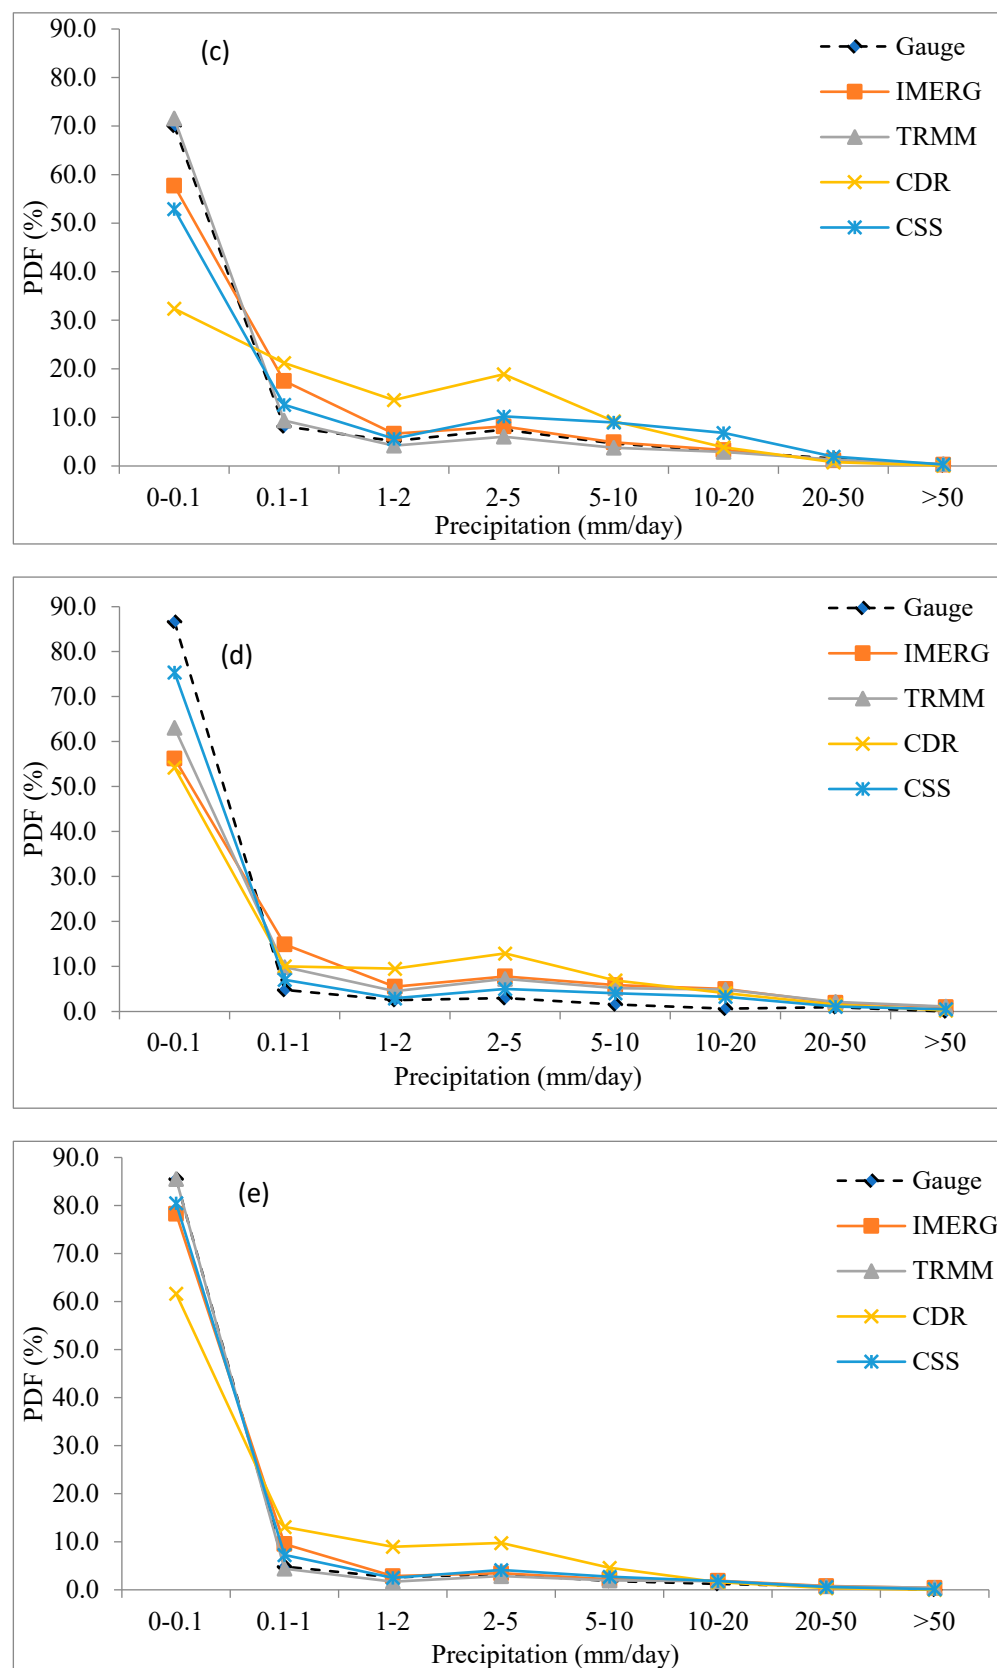 90.0
80.0
70.0
60.0
50.0
40.0
30.0
20.0
10.0
0.0
PDF (%)
(c)
Gauge
IMERG
TRMM
CDR
CSS
0-0.1 0.1-1 1-2 2-5 5-10 10-20 20-50 >50
Precipitation (mm/day)
90.0
80.0
70.0
60.0
50.0
40.0
30.0
20.0
10.0
0.0
PDF (%)
(d)
Gauge
IMERG
TRMM
CDR
CSS
0-0.1 0.1-1 1-2 2-5 5-10 10-20 20-50 >50
Precipitation (mm/day)
90.0
80.0
70.0
60.0
50.0
40.0
30.0
20.0
10.0
0.0
PDF (%)
(e)
Gauge
IMERG
TRMM
CDR
CSS
0-0.1 0.1-1 1-2 2-5 5-10 10-20 20-50 >50
Precipitation (mm/day)